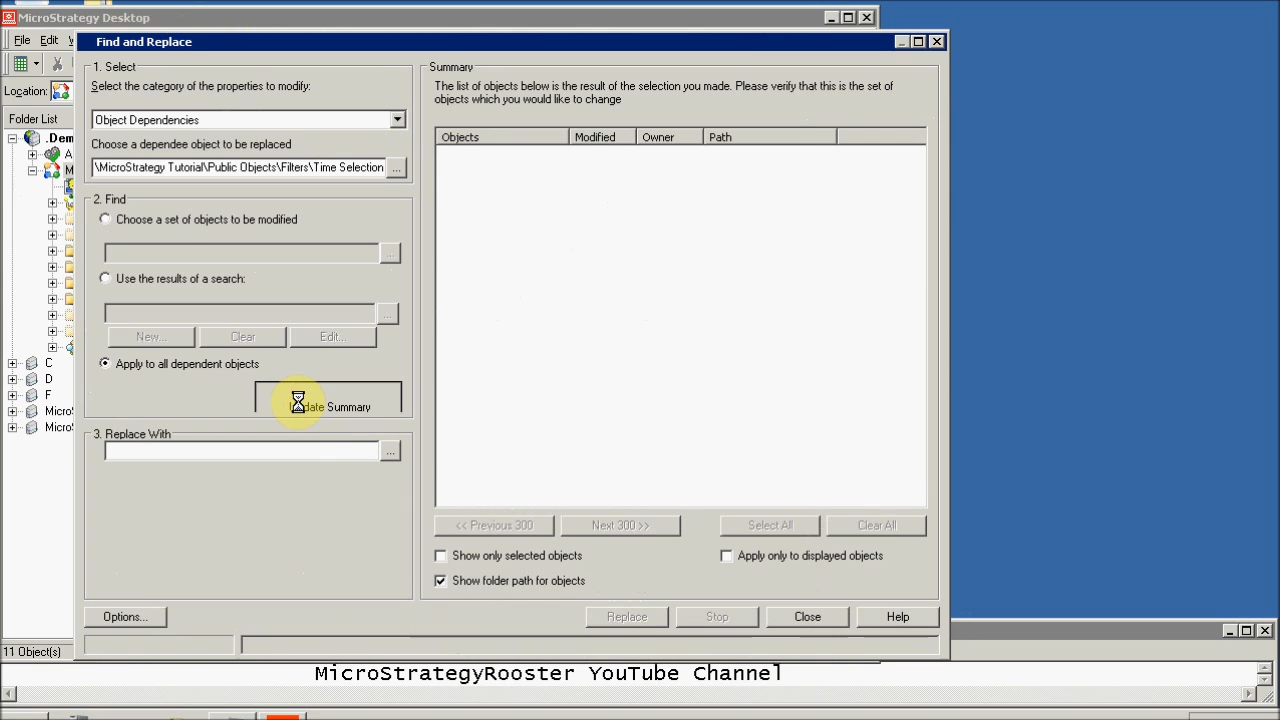 MicroStrategy Desktop
File Edit
Find and Replace
Location:
Folder List
.Dem
A
M
C
D
F
Micro
Micro
11 Object(s)
1. Select
Select the category of the properties to modify:
Object Dependencies
Choose a dependee object to be replaced
\MicroStrategy Tutorial\Public Objects\Filters\Time Selection
...
2. Find
Choose a set of objects to be modified
...
Use the results of a search:
...
New... Clear Edit...
Apply to all dependent objects
date Summary
3. Replace With
...
Summary
The list of objects below is the result of the selection you made. Please verify that this is the set of
objects which you would like to change
Objects Modified Owner Path
<< Previous 300 Next 300 >> Select All Clear All
Show only selected objects Apply only to displayed objects
Show folder path for objects
Options... Replace Stop Close Help
MicroStrategyRooster YouTube Channel